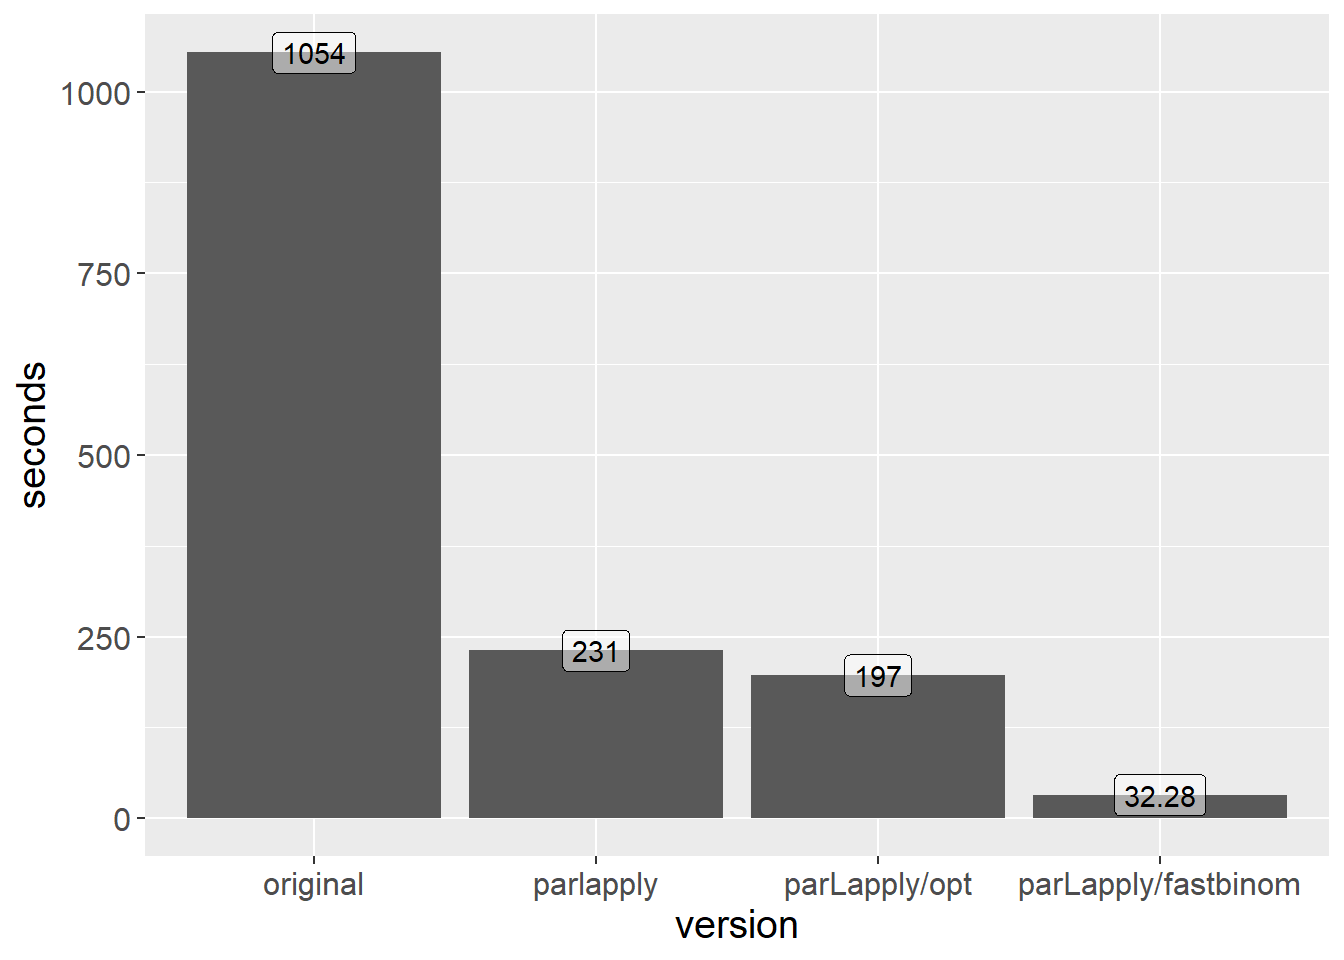 1054
1000
750
seconds
500
250
231
197
32.28
0
original
parlapply
parLapply/opt
parLapply/fastbinom
version